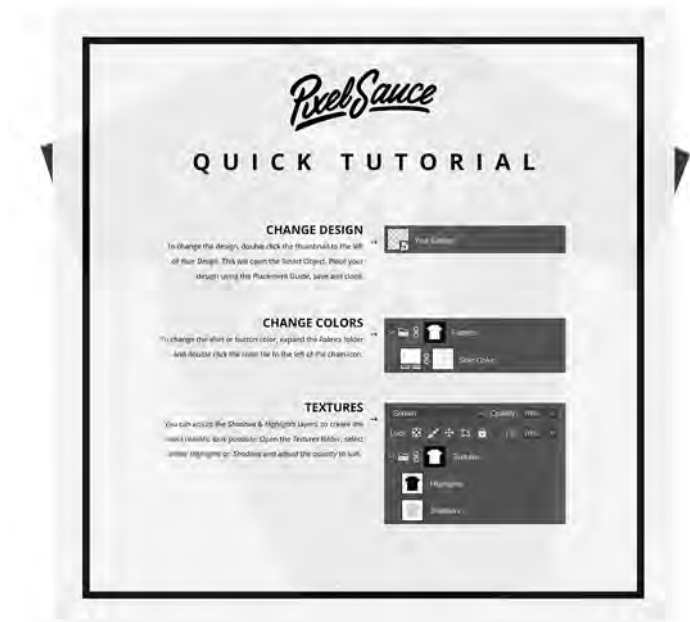 PixelSauce
QUICK TUTORIAL
CHANGE DESIGN
To change the design, double click the thumbnail to the left
of Your Design. This will open the Smart Object. Place your
design using the Placement Guide, save and close.
Your Design
CHANGE COLORS
To change the shirt or button color, expand the Fabrics folder
and double click the color tile to the left of the chain icon.
Fabrics
Shirt Color
TEXTURES
You can adjust the Shadows & Highlights layers, to create the
most realistic look possible. Open the Textures folder, select
either Highlights or Shadows and adjust the opacity to suit.
Screen Opacity:
Lock:
Textures
Highlights
Shadows